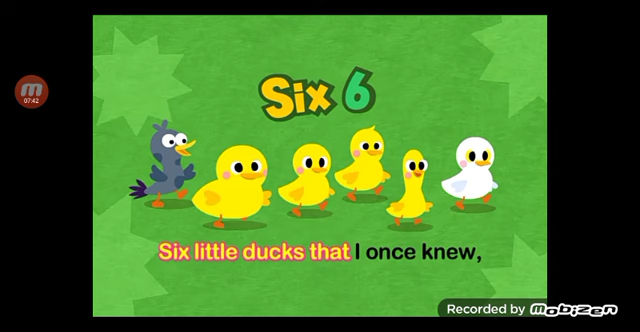 Six 6
m
07:42
Six little ducks that I once knew,
Recorded by mobizen